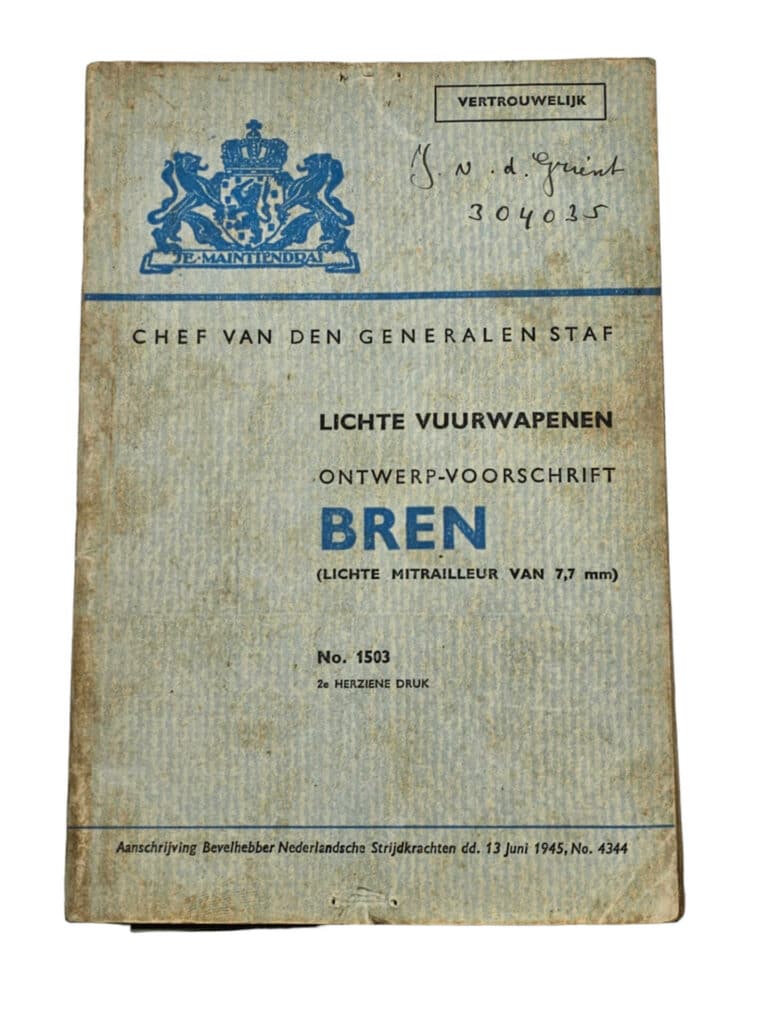 VERTROUWELIJK
J. v. d. Grient
304035
JE·MAINTIENDRAI
CHEF VAN DEN GENERALEN STAF
LICHTE VUURWAPENEN
ONTWERP-VOORSCHRIFT
BREN
(LICHTE MITRAILLEUR VAN 7,7 mm)
No. 1503
2e HERZIENE DRUK
Aanschrijving Bevelhebber Nederlandsche Strijdkrachten dd. 13 Juni 1945, No. 4344